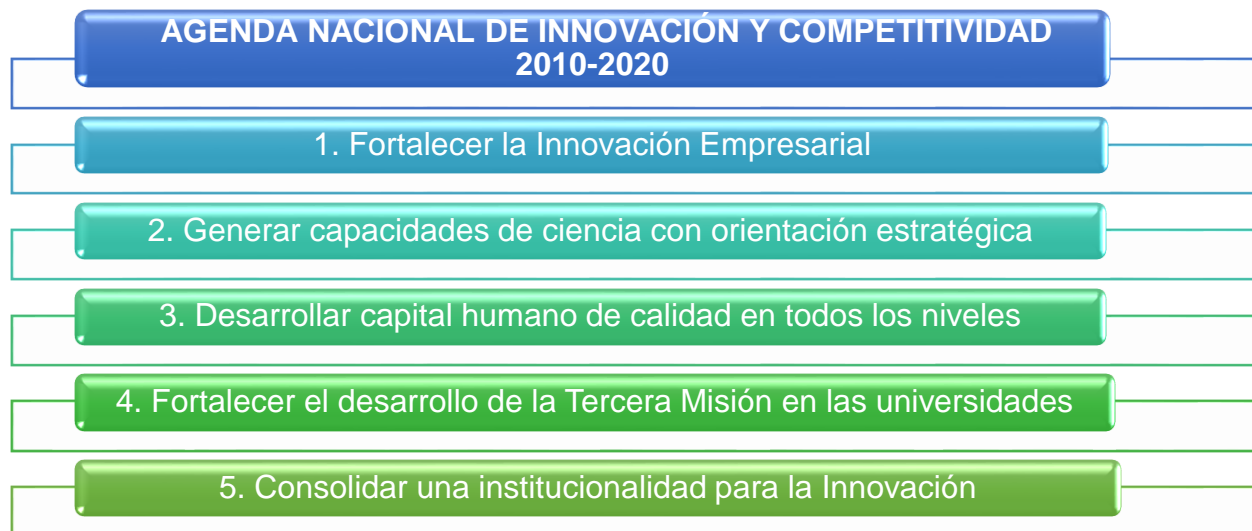 AGENDA NACIONAL DE INNOVACIÓN Y COMPETITIVIDAD
2010-2020
1. Fortalecer la Innovación Empresarial
2. Generar capacidades de ciencia con orientación estratégica
3. Desarrollar capital humano de calidad en todos los niveles
4. Fortalecer el desarrollo de la Tercera Misión en las universidades
5. Consolidar una institucionalidad para la Innovación